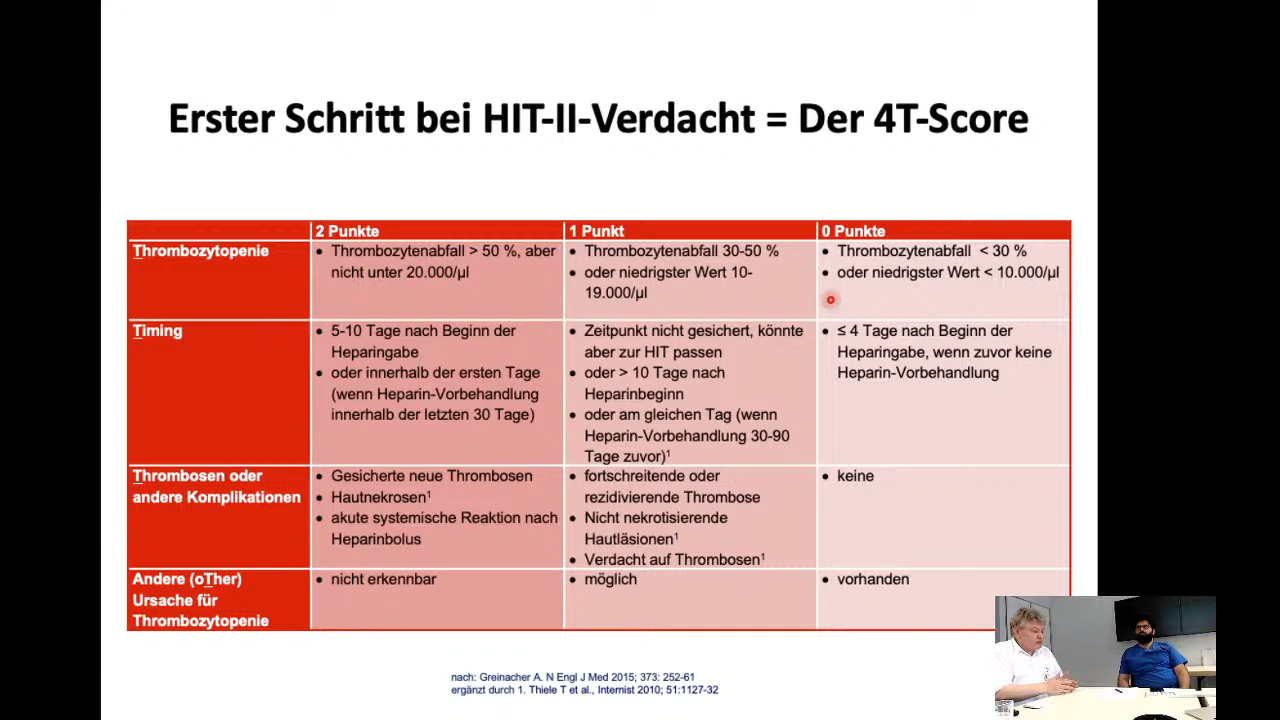 Erster Schritt bei HIT-II-Verdacht = Der 4T-Score
2 Punkte
1 Punkt
0 Punkte
Thrombozytopenie
• Thrombozytenabfall > 50 %, aber
nicht unter 20.000/µl
• Thrombozytenabfall 30-50 %
• oder niedrigster Wert 10-
19.000/µl
• Thrombozytenabfall < 30 %
• oder niedrigster Wert < 10.000/µl
Timing
• 5-10 Tage nach Beginn der
Heparingabe
• oder innerhalb der ersten Tage
(wenn Heparin-Vorbehandlung
innerhalb der letzten 30 Tage)
• Zeitpunkt nicht gesichert, könnte
aber zur HIT passen
• oder > 10 Tage nach
Heparinbeginn
• oder am gleichen Tag (wenn
Heparin-Vorbehandlung 30-90
Tage zuvor)¹
• ≤ 4 Tage nach Beginn der
Heparingabe, wenn zuvor keine
Heparin-Vorbehandlung
Thrombosen oder
andere Komplikationen
• Gesicherte neue Thrombosen
• Hautnekrosen¹
• akute systemische Reaktion nach
Heparinbolus
• fortschreitende oder
rezidivierende Thrombose
• Nicht nekrotisierende
Hautläsionen¹
• Verdacht auf Thrombosen¹
• keine
Andere (oTher)
Ursache für
Thrombozytopenie
• nicht erkennbar
• möglich
• vorhanden
nach: Greinacher A. N Engl J Med 2015; 373: 252-61
ergänzt durch 1. Thiele T et al., Internist 2010; 51:1127-32